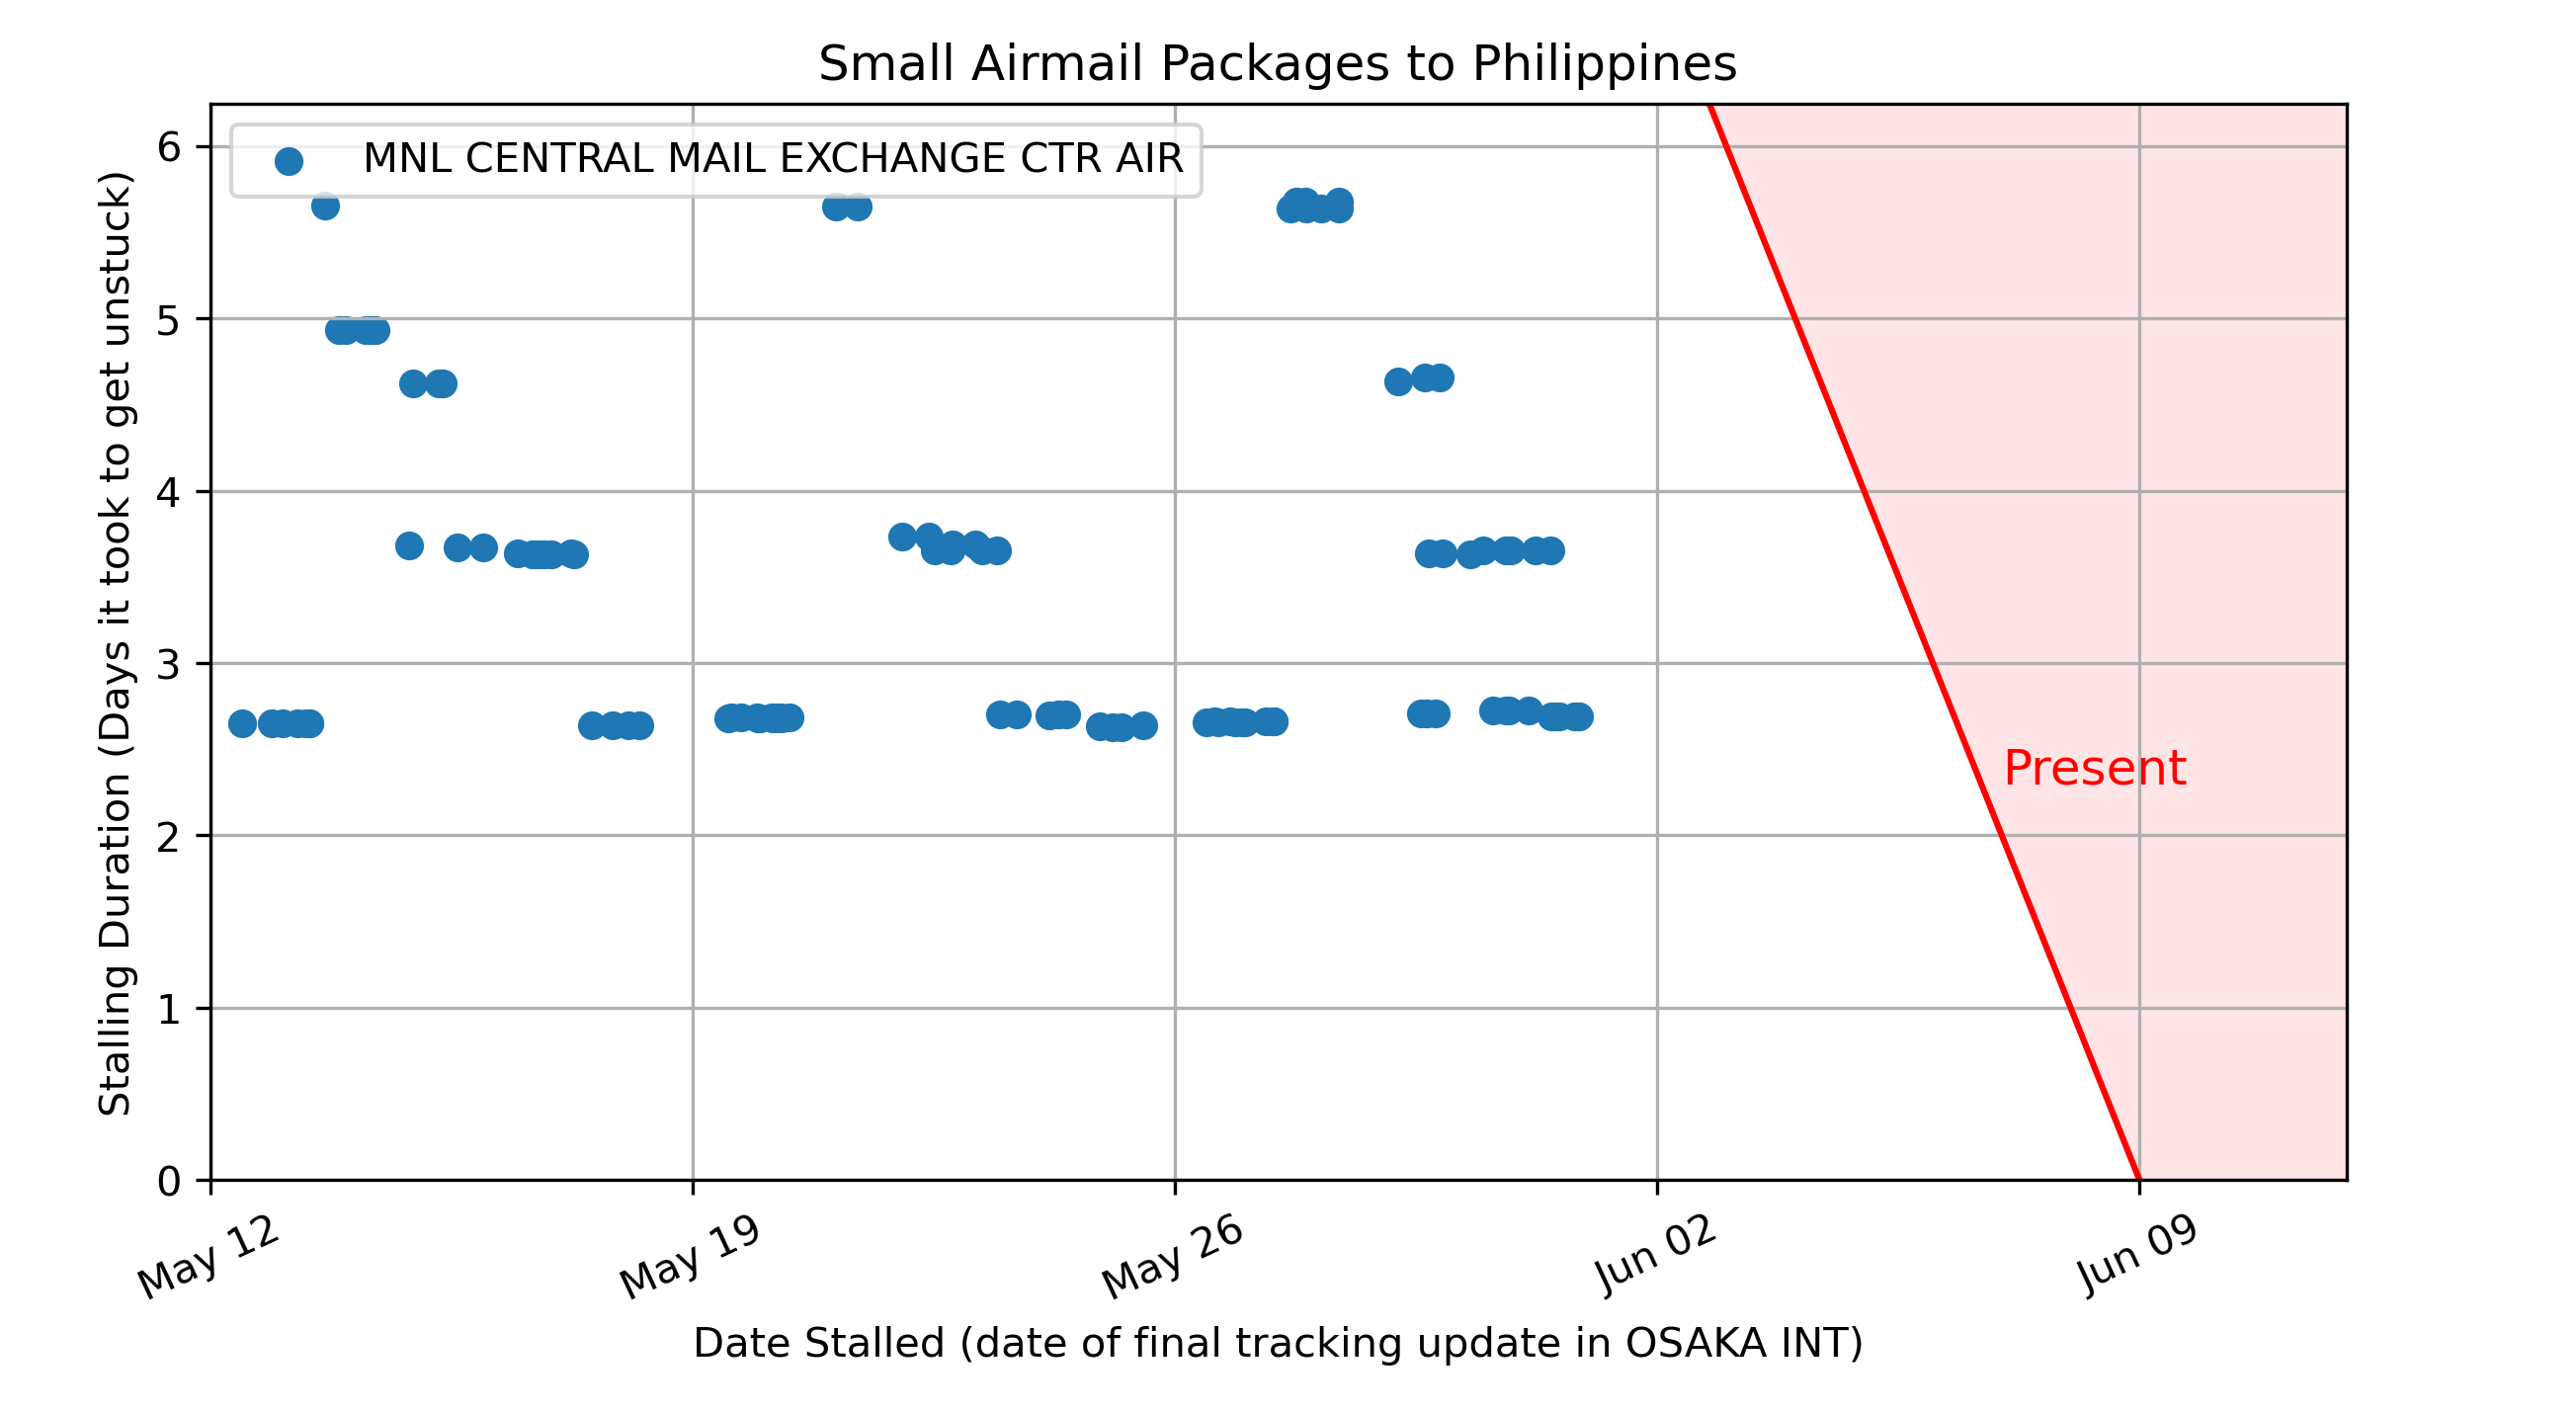 Small Airmail Packages to Philippines
MNL CENTRAL MAIL EXCHANGE CTR AIR
Stalling Duration (Days it took to get unstuck)
6
5
4
3
2
1
0
Present
May 12
May 19
May 26
Jun 02
Jun 09
Date Stalled (date of final tracking update in OSAKA INT)